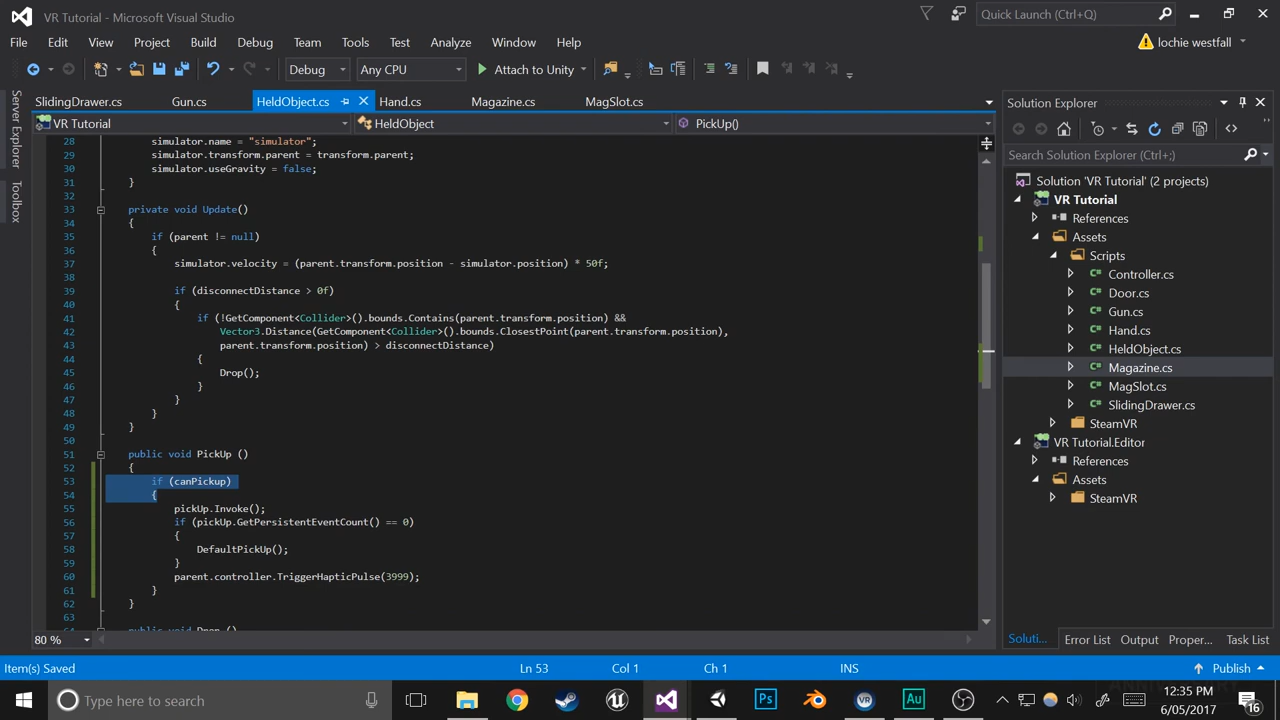 VR Tutorial - Microsoft Visual Studio
Quick Launch (Ctrl+Q)
File Edit View Project Build Debug Team Tools Test Analyze Window Help
lochie westfall
Debug Any CPU Attach to Unity
SlidingDrawer.cs Gun.cs HeldObject.cs Hand.cs Magazine.cs MagSlot.cs
VR Tutorial HeldObject PickUp()
Server Explorer
Toolbox
28 simulator.name = "simulator";
29 simulator.transform.parent = transform.parent;
30 simulator.useGravity = false;
31 }
32
33 private void Update()
34 {
35 if (parent != null)
36 {
37 simulator.velocity = (parent.transform.position - simulator.position) * 50f;
38
39 if (disconnectDistance > 0f)
40 {
41 if (!GetComponent<Collider>().bounds.Contains(parent.transform.position) &&
42 Vector3.Distance(GetComponent<Collider>().bounds.ClosestPoint(parent.transform.position),
43 parent.transform.position) > disconnectDistance)
44 {
45 Drop();
46 }
47 }
48 }
49 }
50
51 public void PickUp ()
52 {
53 if (canPickup)
54 {
55 pickUp.Invoke();
56 if (pickUp.GetPersistentEventCount() == 0)
57 {
58 DefaultPickUp();
59 }
60 parent.controller.TriggerHapticPulse(3999);
61 }
62 }
63
64 public void Drop ()
80 %
Solution Explorer
Search Solution Explorer (Ctrl+;)
Solution 'VR Tutorial' (2 projects)
VR Tutorial
References
Assets
Scripts
Controller.cs
Door.cs
Gun.cs
Hand.cs
HeldObject.cs
Magazine.cs
MagSlot.cs
SlidingDrawer.cs
SteamVR
VR Tutorial.Editor
References
Assets
SteamVR
Soluti... Error List Output Proper... Task List
Item(s) Saved Ln 53 Col 1 Ch 1 INS Publish
Type here to search
12:35 PM
6/05/2017
16